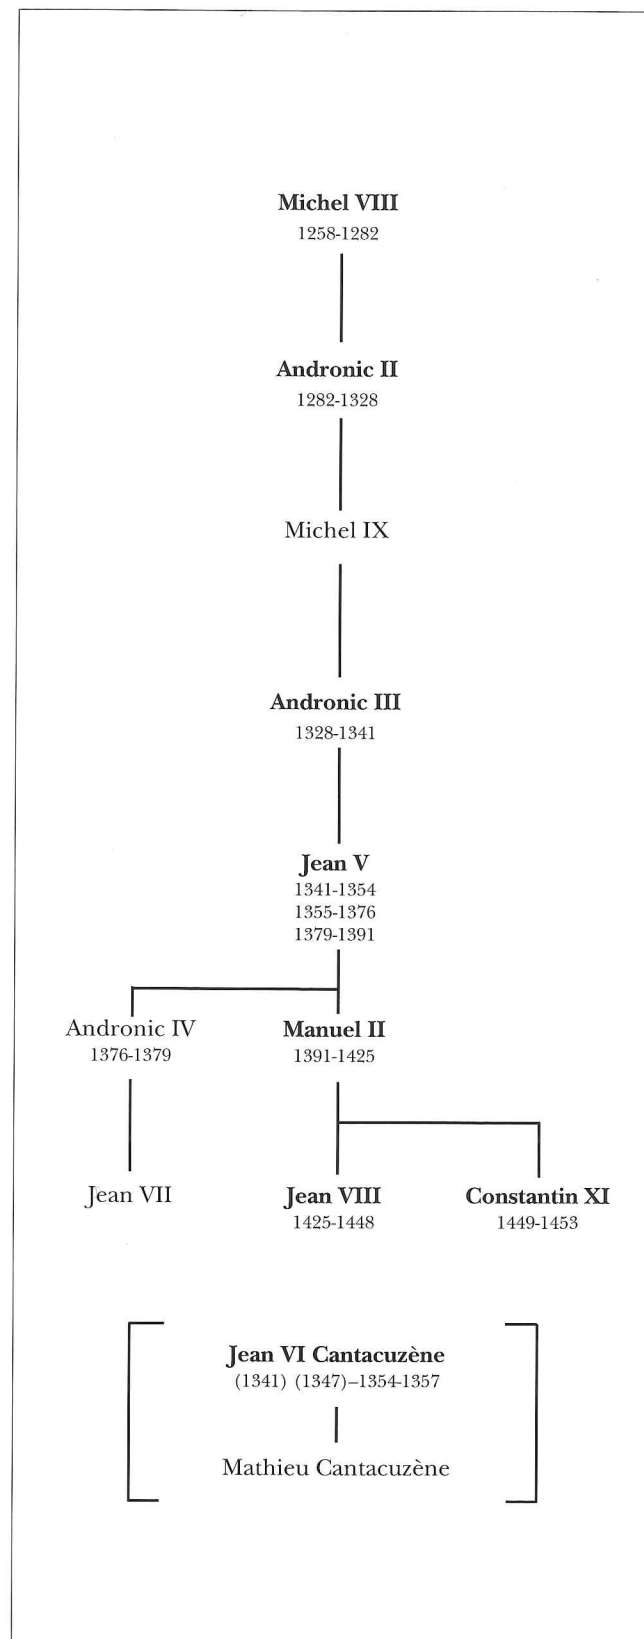 Michel VIII
1258-1282
Andronic II
1282-1328
Michel IX
Andronic III
1328-1341
Jean V
1341-1354
1355-1376
1379-1391
Andronic IV
1376-1379
Manuel II
1391-1425
Jean VII
Jean VIII
1425-1448
Constantin XI
1449-1453
Jean VI Cantacuzène
(1341) (1347)–1354-1357
Mathieu Cantacuzène